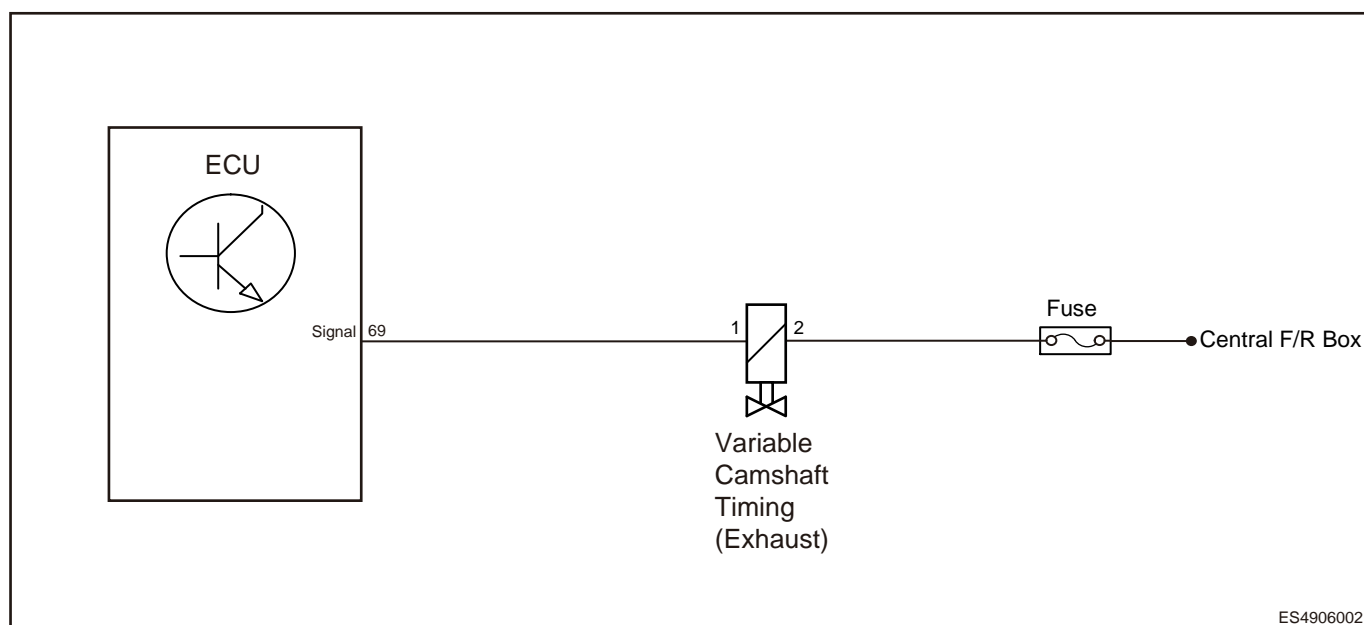 ECU
Signal 69
1 2
Fuse
Central F/R Box
Variable
Camshaft
Timing
(Exhaust)
ES4906002